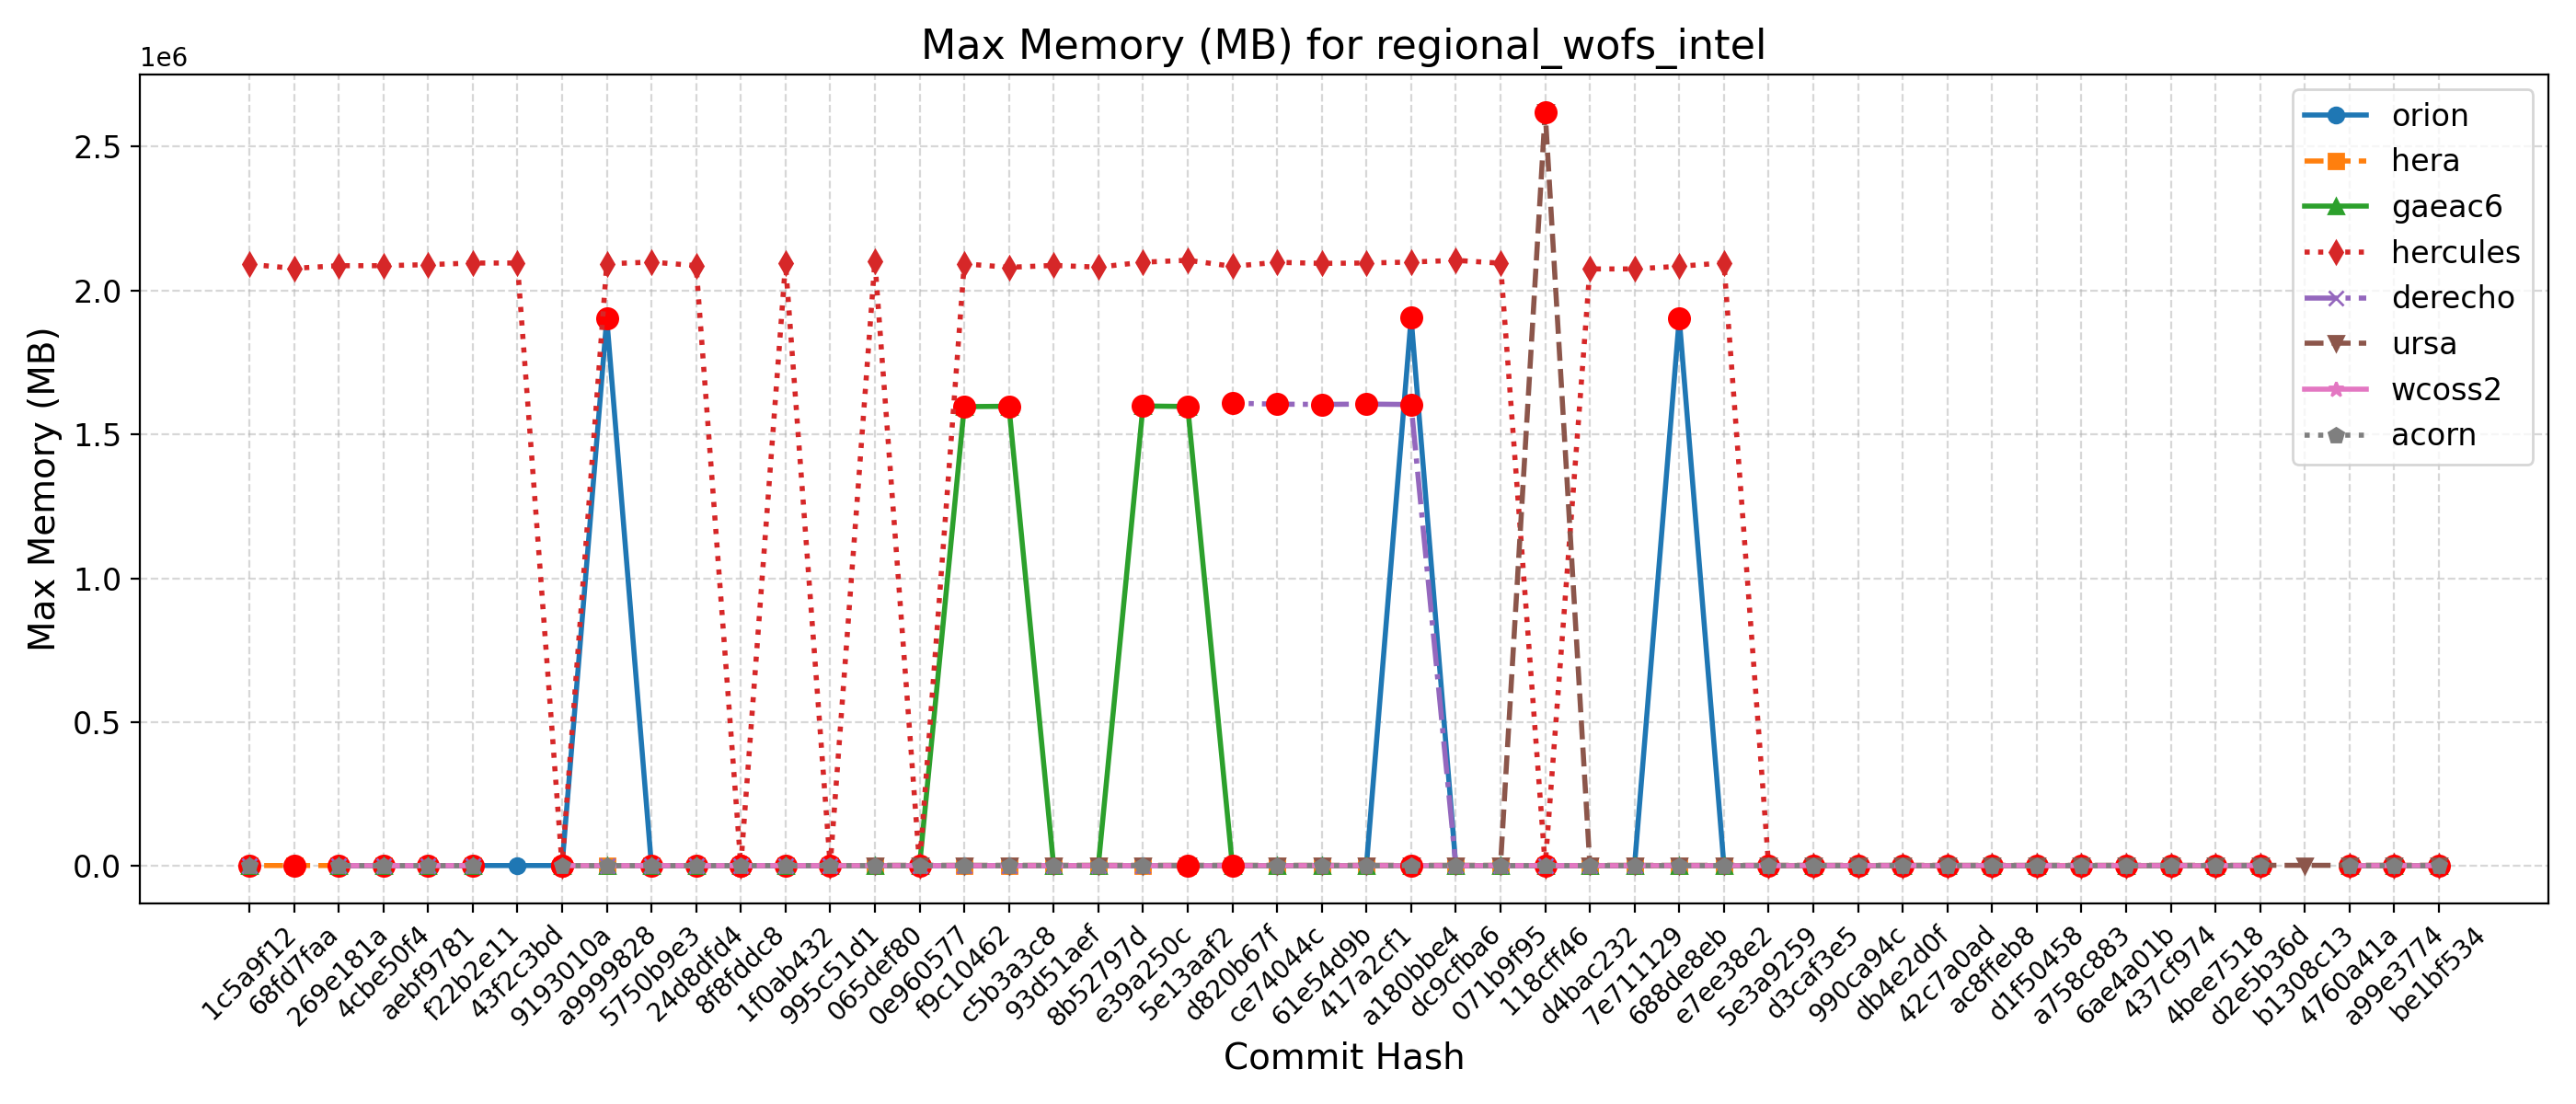 Max Memory (MB) for regional_wofs_intel
1e6
2.5
2.0
1.5
1.0
0.5
0.0
Max Memory (MB)
orion
hera
gaeac6
hercules
derecho
ursa
wcoss2
acorn
1c5a9f12
68fd7faa
269e181a
4cbe50f4
aebf9781
f22b2e11
43f2c3bd
9193010a
a9999828
5750b9e3
24d8dfd4
8f8fddc8
1f0ab432
995c51d1
065def80
0e960577
f9c10462
c5b3a3c8
93d51aef
8b52797d
e39a250c
5e13aaf2
d820b67f
ce74044c
61e54d9b
417a2cf1
a180bbe4
dc9cfba6
071b9f95
118cff46
d4bac232
7e711129
688de8eb
e7ee38e2
5e3a9259
d3caf3e5
990ca94c
db4e2d0f
42c7a0ad
ac8ffeb8
d1f50458
a758c883
6ae4a01b
437cf974
4bee7518
d2e5b36d
b1308c13
4760a41a
a99e3774
be1bf534
Commit Hash